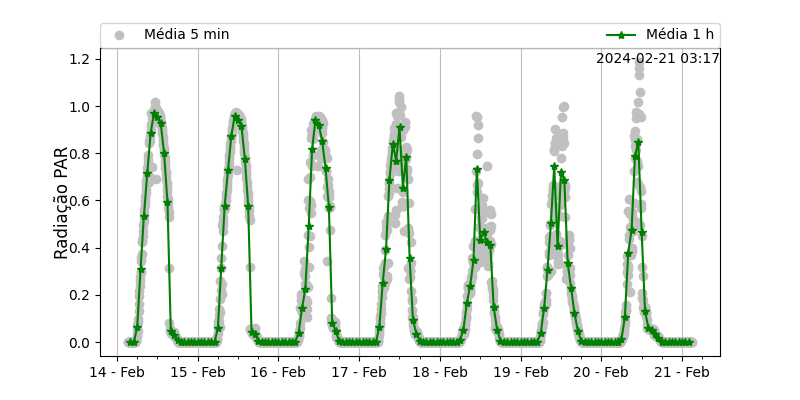 Média 5 min
Média 1 h
2024-02-21 03:17
Radiação PAR
1.2
1.0
0.8
0.6
0.4
0.2
0.0
14 - Feb
15 - Feb
16 - Feb
17 - Feb
18 - Feb
19 - Feb
20 - Feb
21 - Feb